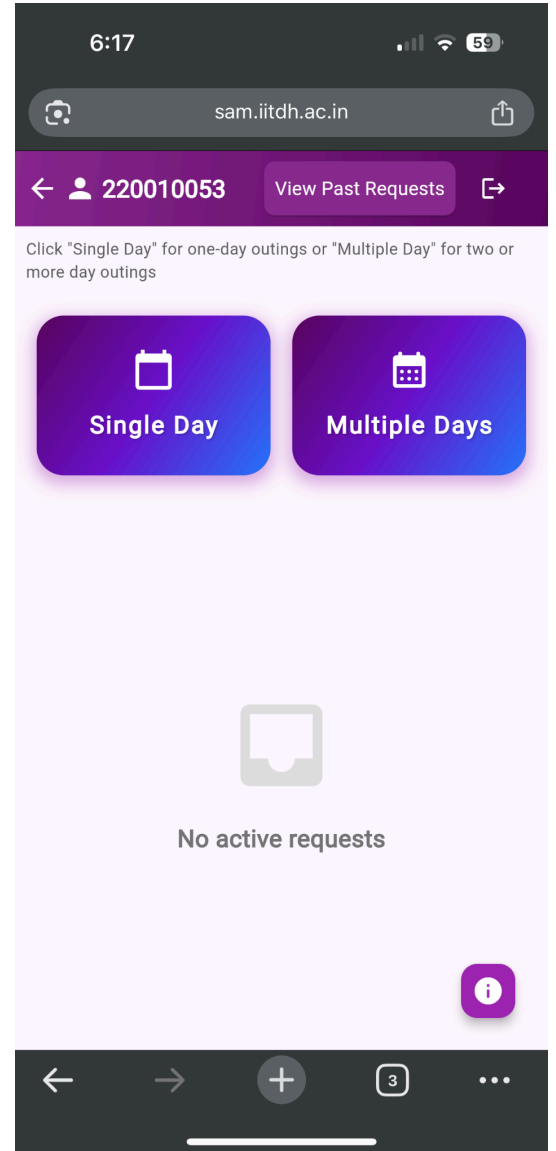 6:17
59
sam.iitdh.ac.in
220010053
View Past Requests
Click "Single Day" for one-day outings or "Multiple Day" for two or
more day outings
Single Day
Multiple Days
No active requests
3